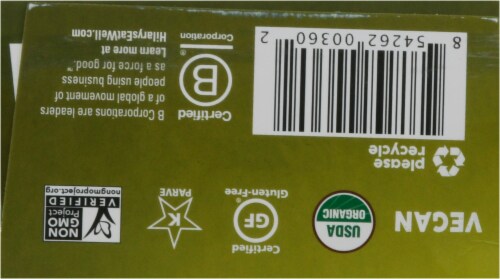 VEGAN
USDA
ORGANIC
Certified
GF
Gluten-Free
K
PARVE
NON
GMO
Project
VERIFIED
nongmoproject.org
please
recycle
8 54262 00360 2
Certified
B
Corporation
B Corporations are leaders
of a global movement of
people using business
as a force for good.™
Learn more at
HilarysEatWell.com